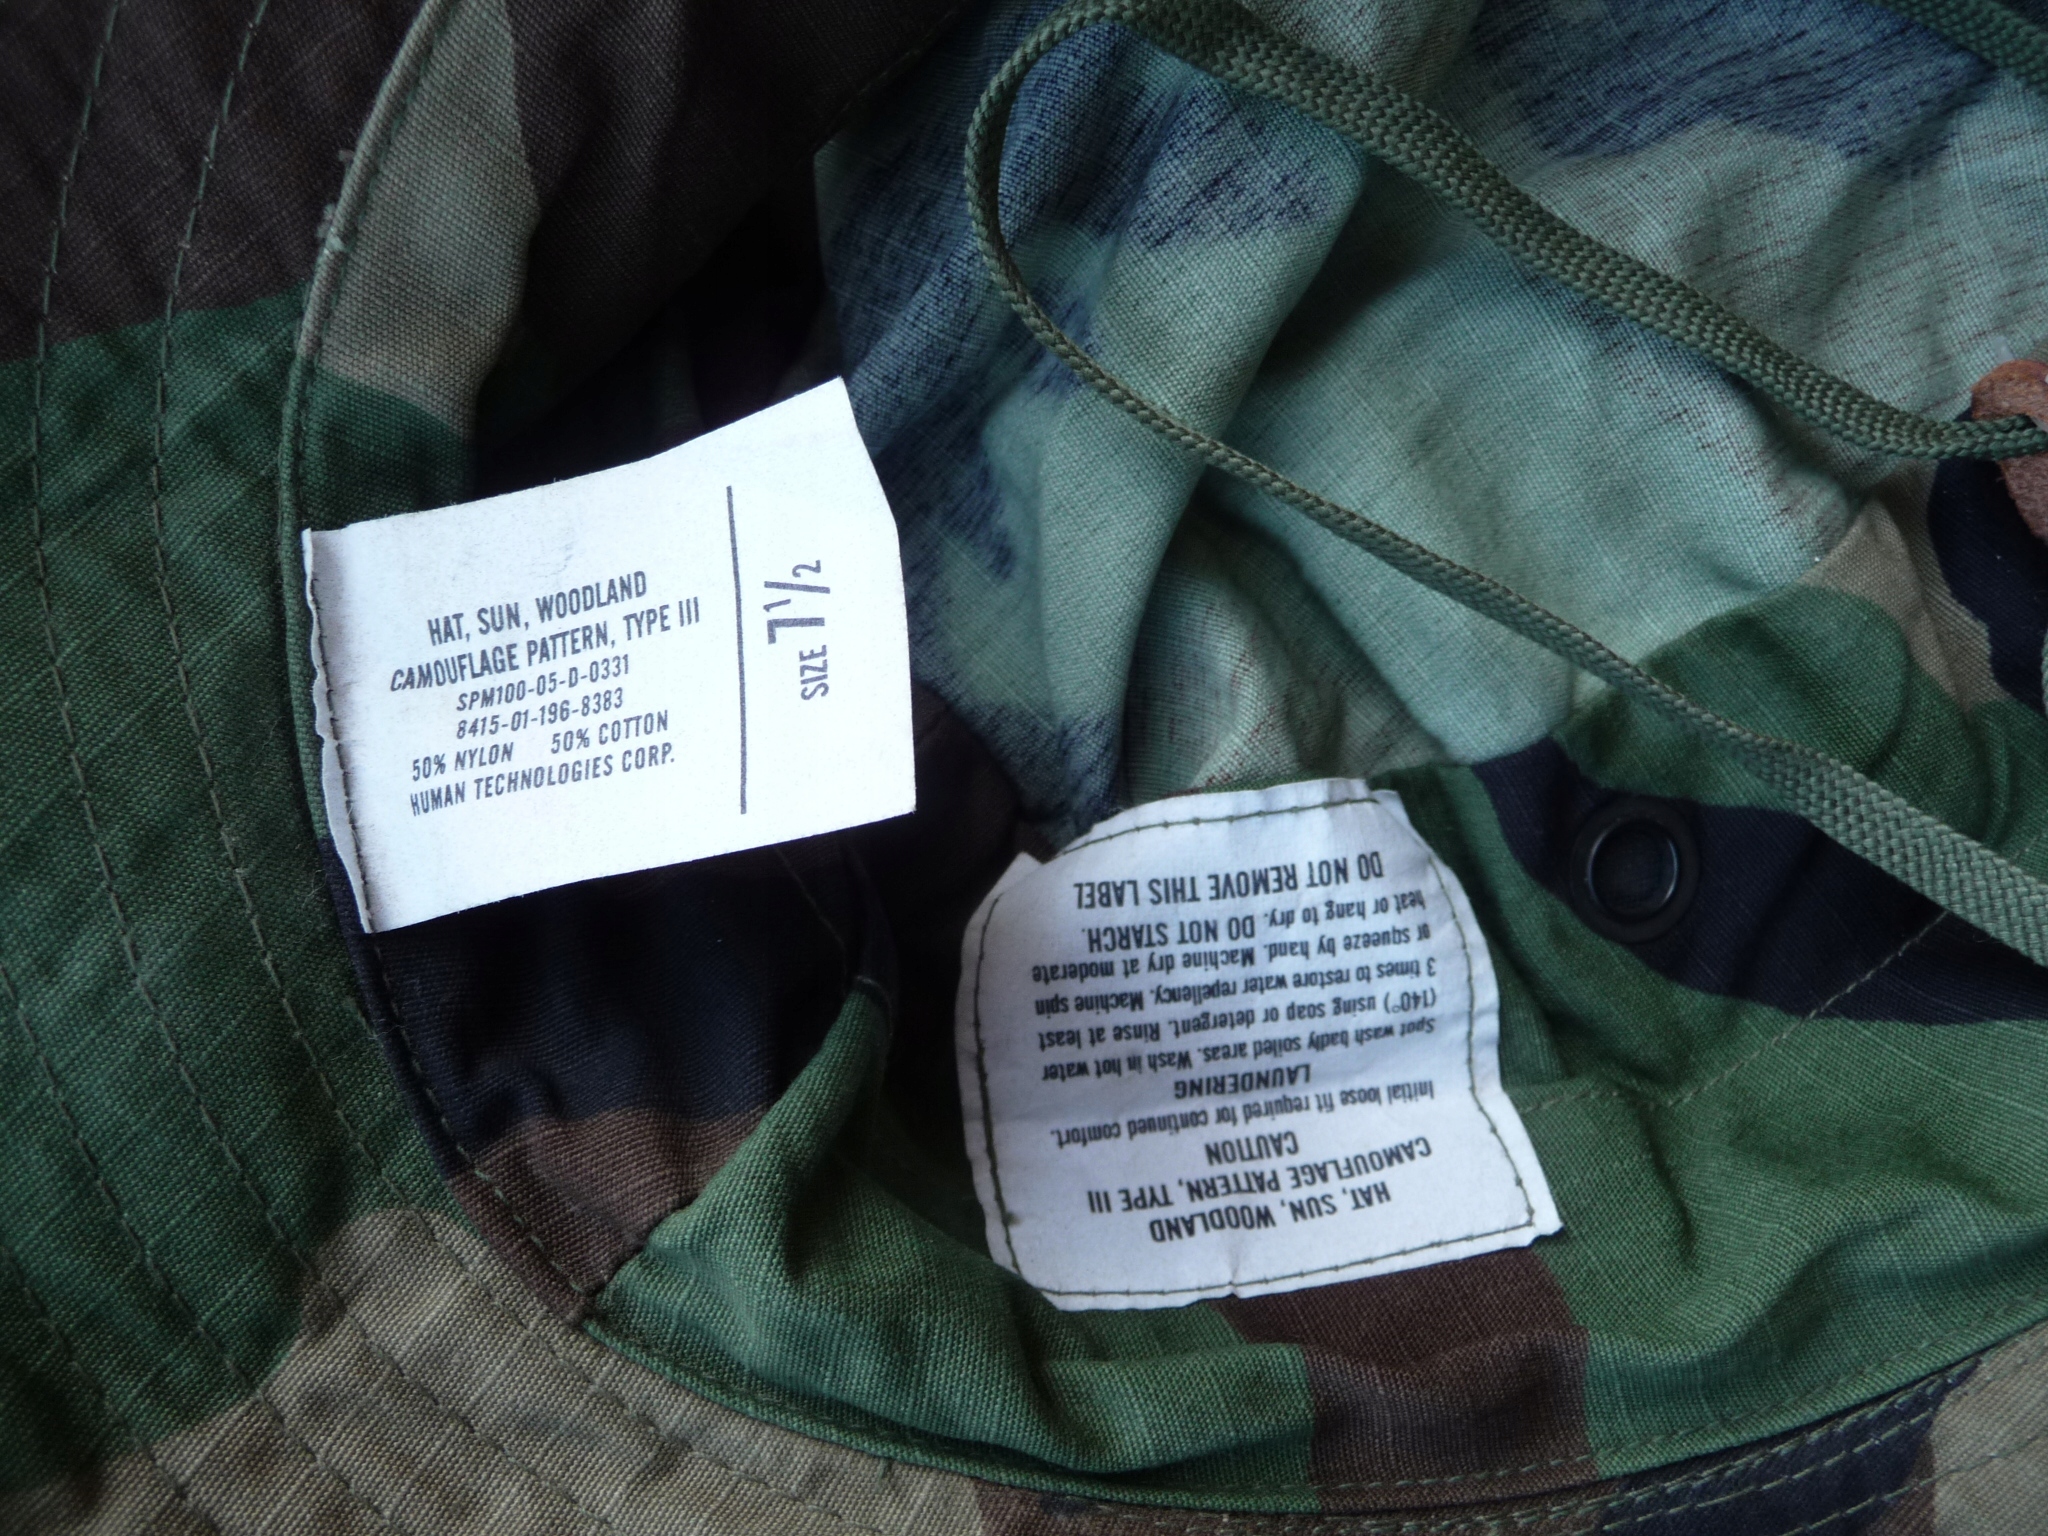 HAT, SUN, WOODLAND
CAMOUFLAGE PATTERN, TYPE III
SPM100-05-D-0331
8415-01-196-8383
50% NYLON 50% COTTON
HUMAN TECHNOLOGIES CORP.
SIZE 7 1/2
HAT, SUN, WOODLAND
CAMOUFLAGE PATTERN, TYPE III
CAUTION
Initial loose fit required for continued comfort.
LAUNDERING
Spot wash badly soiled areas. Wash in hot water
(140°) using soap or detergent. Rinse at least
3 times to restore water repellency. Machine spin
or squeeze by hand. Machine dry at moderate
heat or hang to dry. DO NOT STARCH.
DO NOT REMOVE THIS LABEL